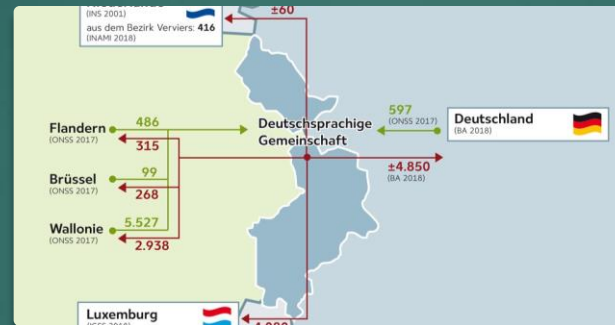 (INS 2001)
aus dem Bezirk Verviers: 416
(INAMI 2018)
±60
Flandern
(ONSS 2017)
486
315
Deutschsprachige
Gemeinschaft
597
(ONSS 2017)
Deutschland
(BA 2018)
Brüssel
(ONSS 2017)
99
268
±4.850
(BA 2018)
Wallonie
(ONSS 2017)
5.527
2.938
Luxemburg